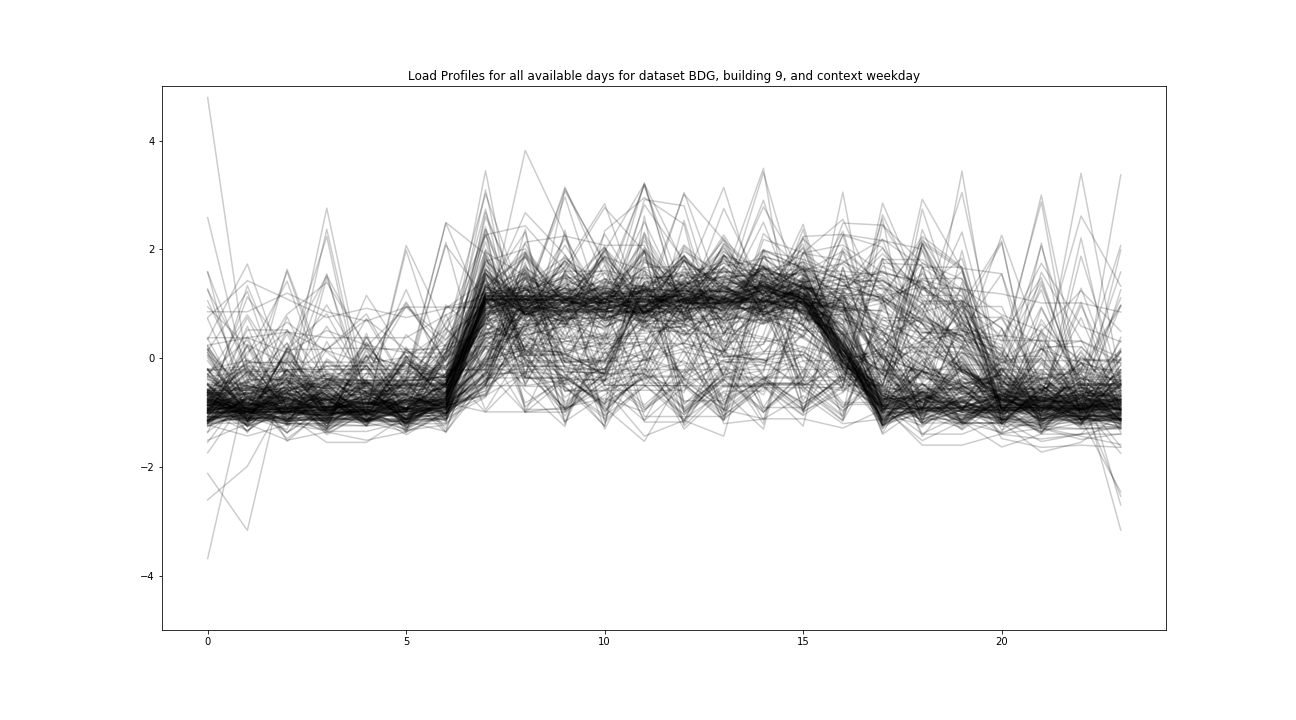 Load Profiles for all available days for dataset BDG, building 9, and context weekday
4
2
0
−2
−4
0 5 10 15 20